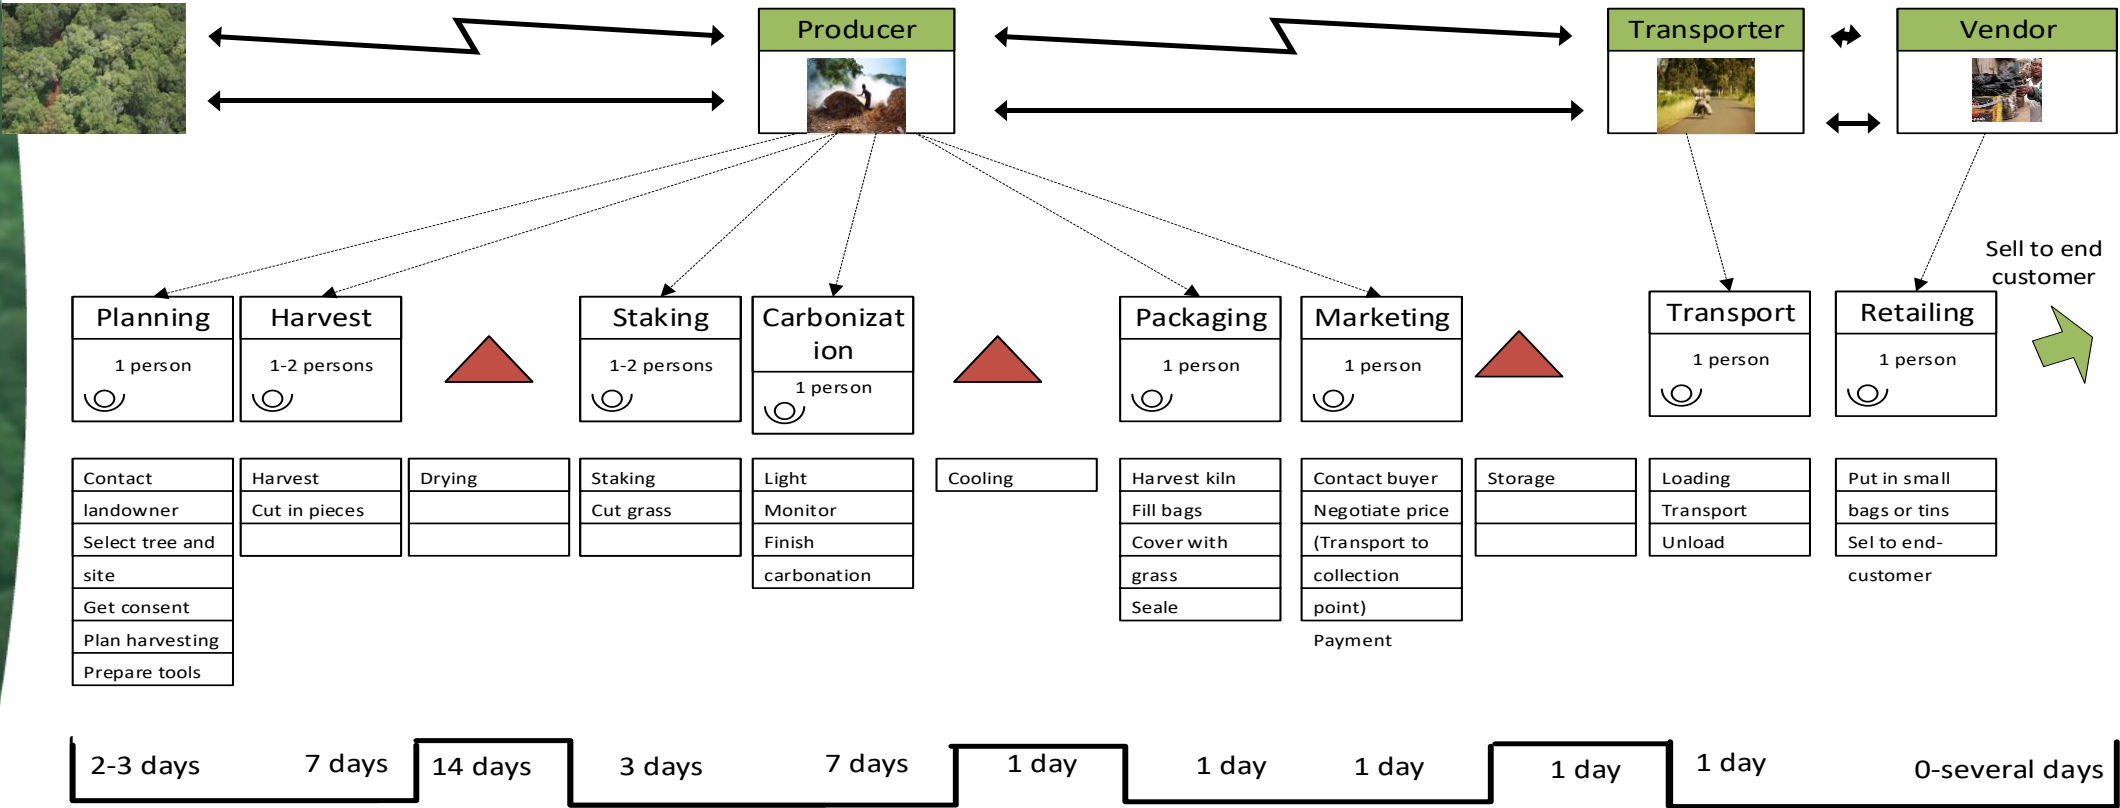 Producer
Transporter
Vendor
Sell to end
customer
Planning
1 person
Harvest
1-2 persons
Staking
1-2 persons
Carbonizat
ion
1 person
Packaging
1 person
Marketing
1 person
Transport
1 person
Retailing
1 person
Contact
landowner
Select tree and
site
Get consent
Plan harvesting
Prepare tools
Harvest
Cut in pieces
Drying
Staking
Cut grass
Light
Monitor
Finish
carbonation
Cooling
Harvest kiln
Fill bags
Cover with
grass
Seale
Contact buyer
Negotiate price
(Transport to
collection
point)
Payment
Storage
Loading
Transport
Unload
Put in small
bags or tins
Sel to end-
customer
2-3 days
7 days
14 days
3 days
7 days
1 day
1 day
1 day
1 day
1 day
0-several days